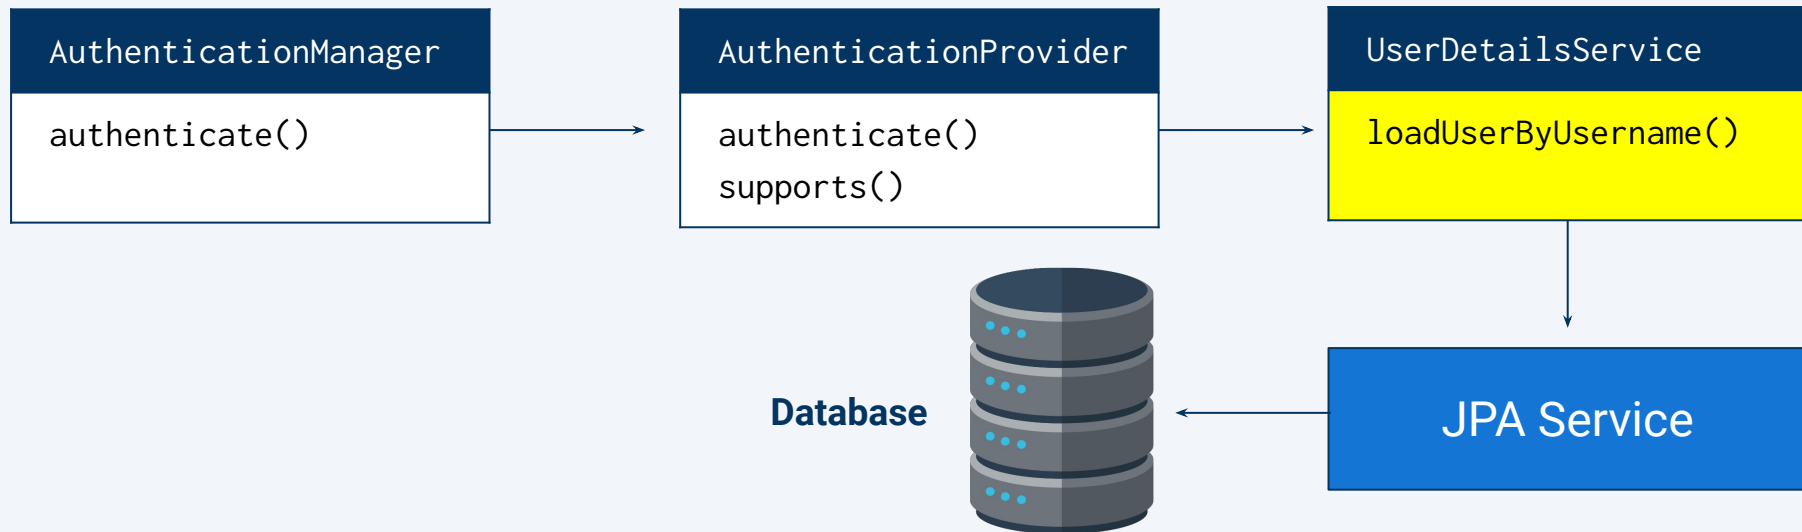 AuthenticationManager
authenticate()
AuthenticationProvider
authenticate()
supports()
UserDetailsService
loadUserByUsername()
Database
JPA Service